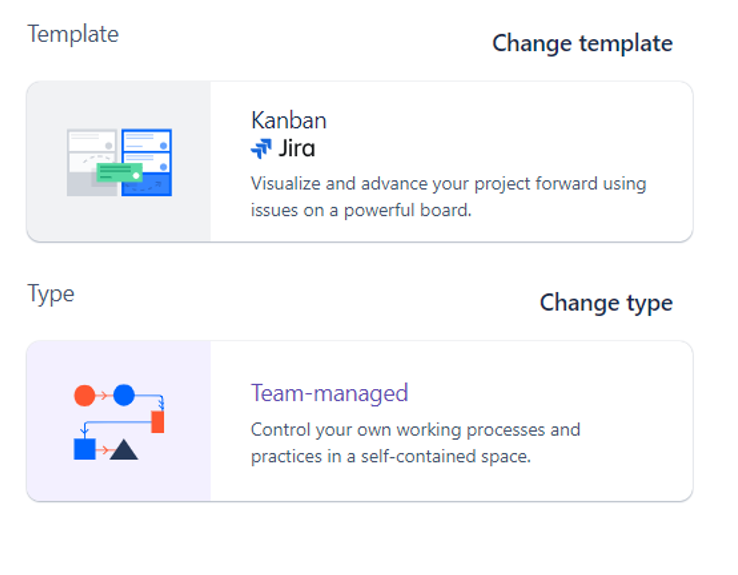 Template
Change template
Kanban
Jira
Visualize and advance your project forward using
issues on a powerful board.
Type
Change type
Team-managed
Control your own working processes and
practices in a self-contained space.